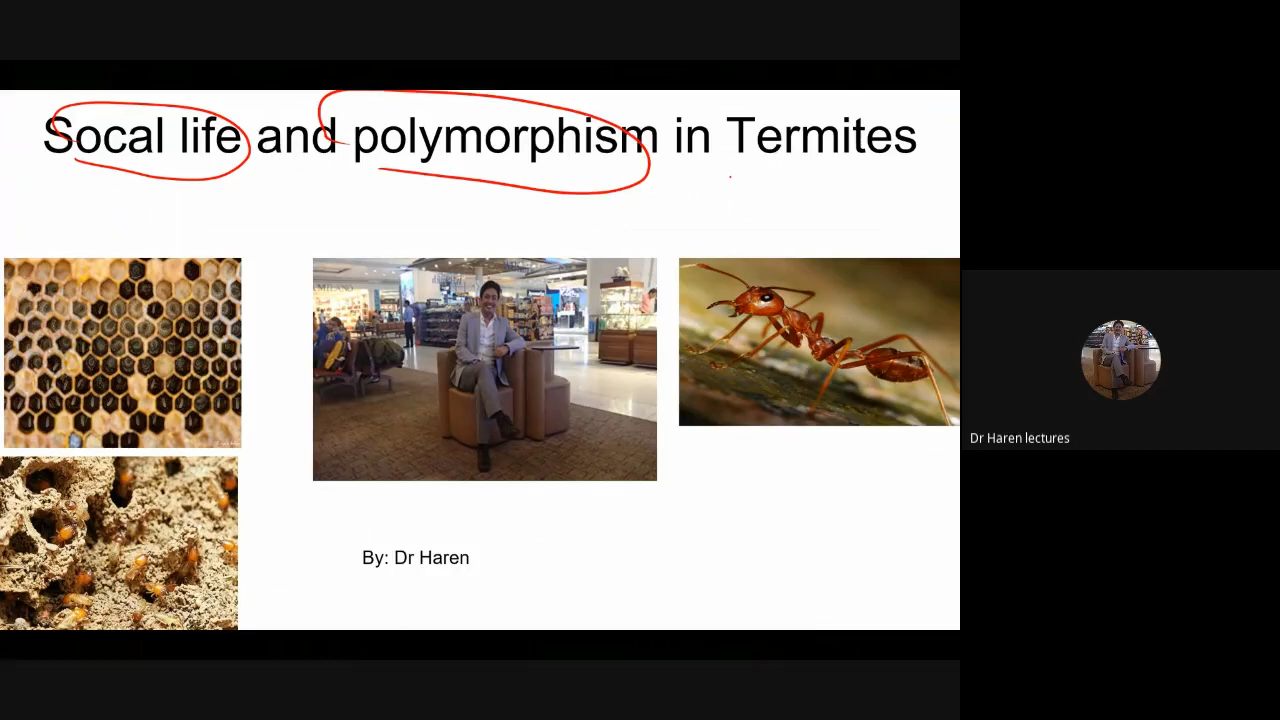 Socal life and polymorphism in Termites
By: Dr Haren
Dr Haren lectures